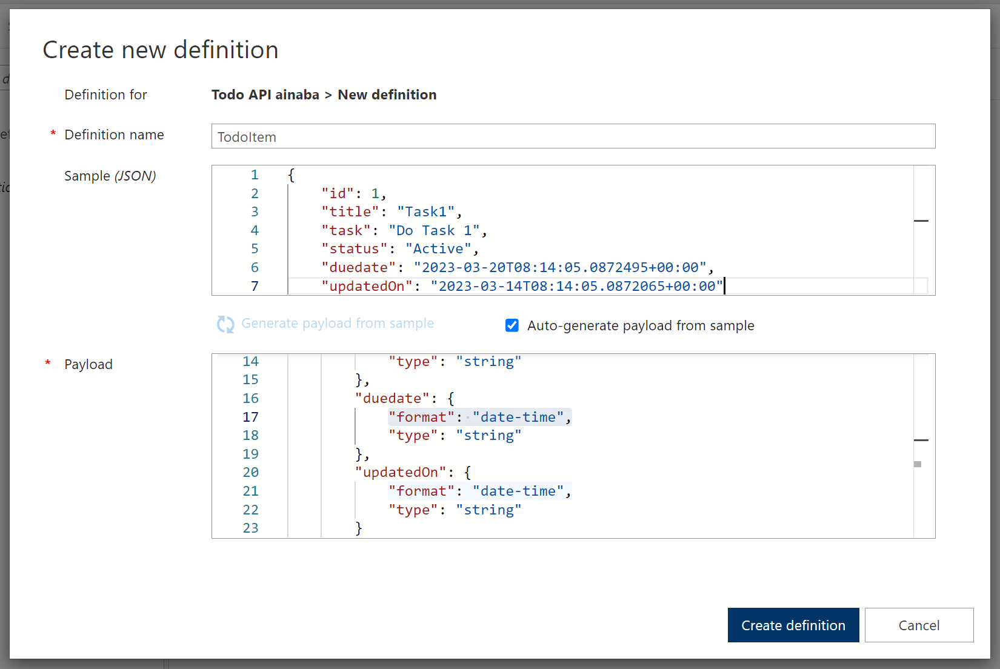 Create new definition
Definition for Todo API ainaba > New definition
* Definition name TodoItem
Sample (JSON)
1 {
2 "id": 1,
3 "title": "Task1",
4 "task": "Do Task 1",
5 "status": "Active",
6 "duedate": "2023-03-20T08:14:05.0872495+00:00",
7 "updatedOn": "2023-03-14T08:14:05.0872065+00:00"
Generate payload from sample Auto-generate payload from sample
* Payload
14 "type": "string"
15 },
16 "duedate": {
17 "format": "date-time",
18 "type": "string"
19 },
20 "updatedOn": {
21 "format": "date-time",
22 "type": "string"
23 }
Create definition Cancel